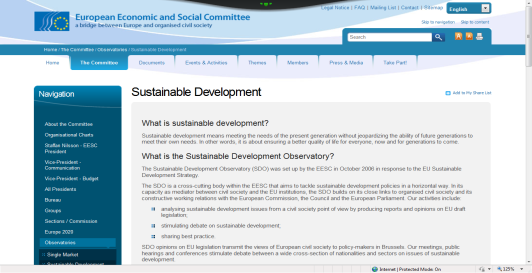 Legal Notice | FAQ | Mailing List | Contact | Sitemap English
European Economic and Social Committee
a bridge between Europe and organised civil society
Skip to navigation Skip to content
Search
Home / The Committee / Observatories / Sustainable Development
Home The Committee Documents Events & Activities Themes Members Press & Media Take Part!
Navigation
Sustainable Development
Add to My Share List
About the Committee
Organisational Charts
Staffan Nilsson - EESC
President
Vice-President -
Communication
Vice-President - Budget
All Presidents
Bureau
Groups
Sections / Commission
Europe 2020
Observatories
Single Market
Sustainable Development
What is sustainable development?
Sustainable development means meeting the needs of the present generation without jeopardizing the ability of future generations to
meet their own needs. In other words, it is about ensuring a better quality of life for everyone, now and for generations to come.
What is the Sustainable Development Observatory?
The Sustainable Development Observatory (SDO) was set up by the EESC in October 2006 in response to the EU Sustainable
Development Strategy.
The SDO is a cross-cutting body within the EESC that aims to tackle sustainable development policies in a horizontal way. In its
capacity as mediator between civil society and the EU institutions, the SDO builds on its close links to organised civil society and its
constructive working relations with the European Commission, the Council and the European Parliament. Our activities include:
analysing sustainable development issues from a civil society point of view by producing reports and opinions on EU draft
legislation;
stimulating debate on sustainable development;
sharing best practice.
SDO opinions on EU legislation transmit the views of European civil society to policy-makers in Brussels. Our meetings, public
hearings and conferences stimulate debate between a wide cross-section of nationalities and sectors on issues of sustainable
development.
Internet | Protected Mode: On 125%